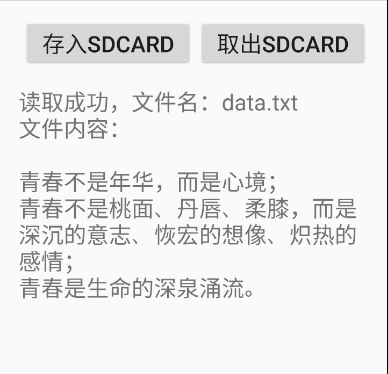 存入SDCARD 取出SDCARD
读取成功，文件名：data.txt
文件内容：
青春不是年华，而是心境；
青春不是桃面、丹唇、柔膝，而是
深沉的意志、恢宏的想像、炽热的
感情；
青春是生命的深泉涌流。